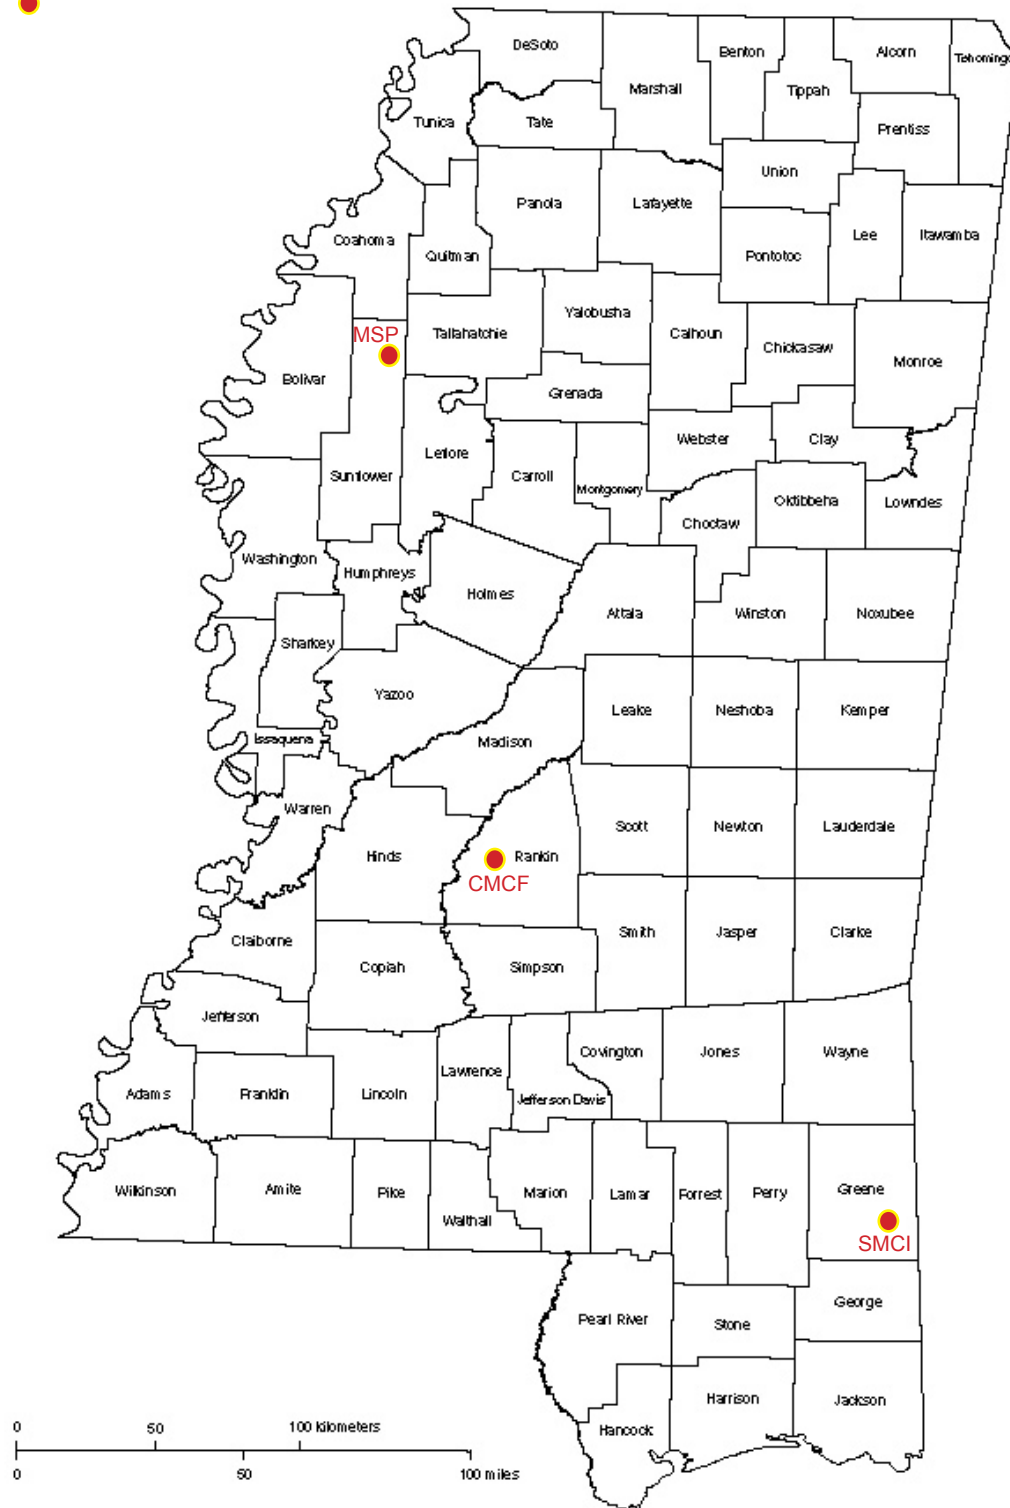 DeSoto
Benton
Alcorn
Tishomingo
Marshall
Tippah
Tunica
Tate
Prentiss
Union
Panola
Lafayette
Coahoma
Quitman
Pontotoc
Lee
Itawamba
MSP
Tallahatchie
Yalobusha
Calhoun
Chickasaw
Monroe
Bolivar
Grenada
Webster
Clay
Leflore
Sunflower
Carroll
Montgomery
Oktibbeha
Lowndes
Choctaw
Washington
Humphreys
Holmes
Attala
Winston
Noxubee
Sharkey
Yazoo
Leake
Neshoba
Kemper
Issaquena
Madison
Warren
Scott
Newton
Lauderdale
Hinds
Rankin
CMCF
Smith
Jasper
Clarke
Claiborne
Copiah
Simpson
Jefferson
Covington
Jones
Wayne
Lawrence
Adams
Franklin
Lincoln
Jefferson Davis
Wilkinson
Amite
Pike
Walthall
Marion
Lamar
Forrest
Perry
Greene
SMCI
George
Pearl River
Stone
Harrison
Jackson
Hancock
0 50 100 kilometers
0 50 100 miles